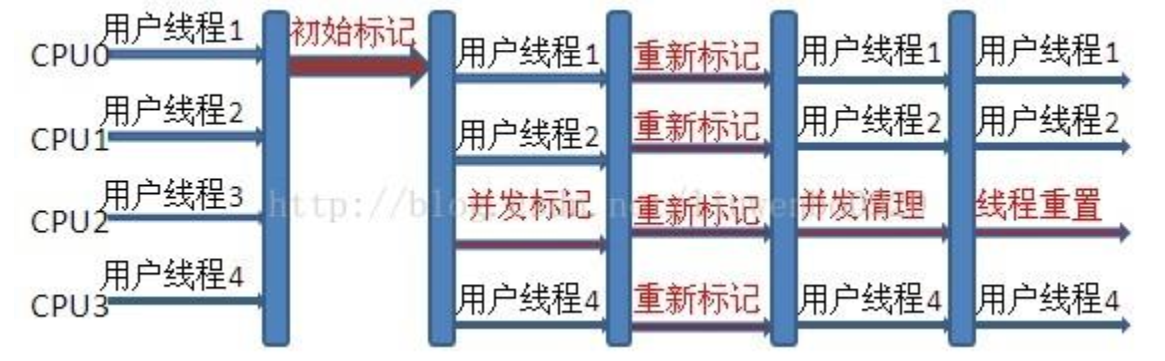 用户线程1 初始标记 用户线程1 重新标记 用户线程1 用户线程1
CPU0
用户线程2 用户线程2 重新标记 用户线程2 用户线程2
CPU1
用户线程3 并发标记 重新标记 并发清理 线程重置
CPU2
用户线程4 用户线程4 重新标记 用户线程4 用户线程4
CPU3
http://blog.